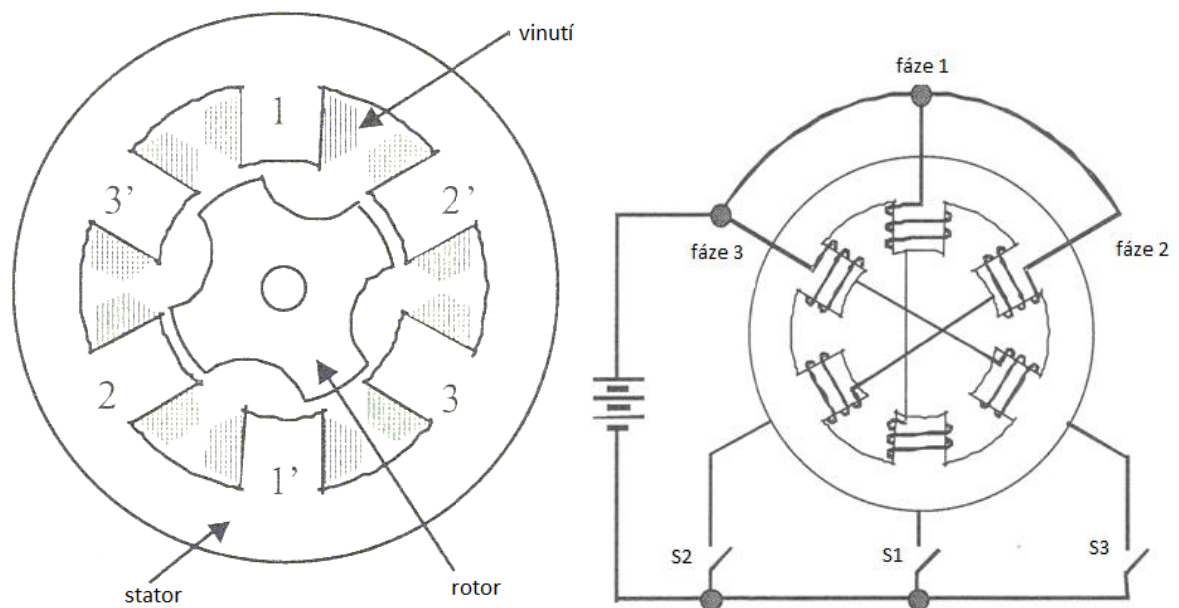 vinutí
1
3’
2’
2
3
1’
stator
rotor
fáze 1
fáze 3
fáze 2
S2
S1
S3